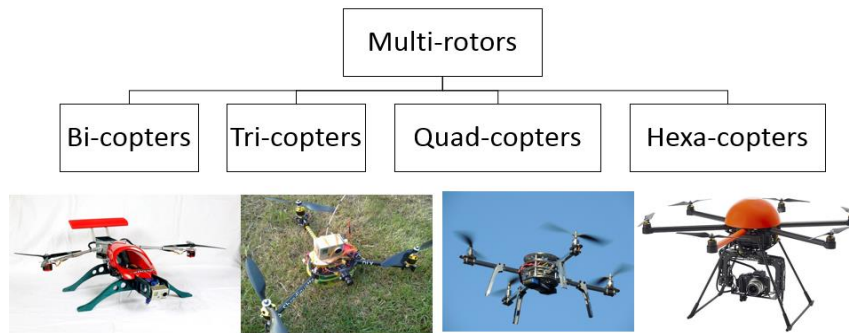 Multi-rotors
Bi-copters
Tri-copters
Quad-copters
Hexa-copters